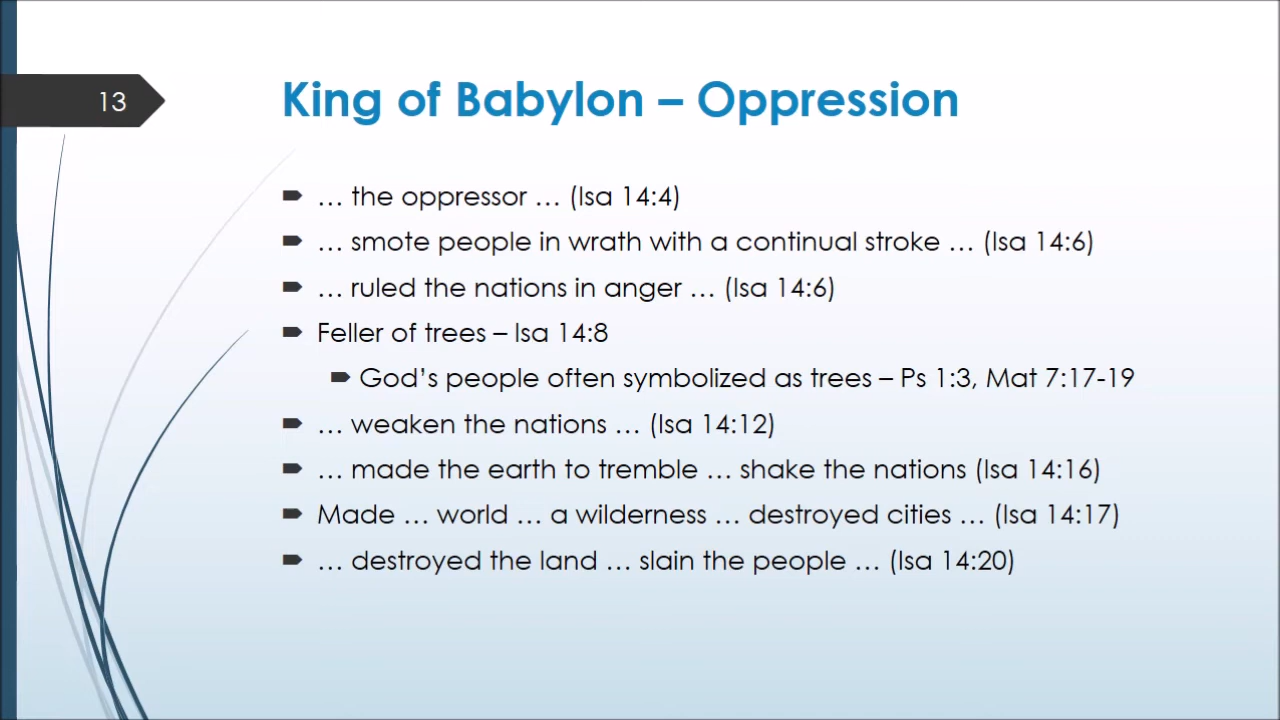 13
King of Babylon – Oppression
… the oppressor … (Isa 14:4)
… smote people in wrath with a continual stroke … (Isa 14:6)
… ruled the nations in anger … (Isa 14:6)
Feller of trees – Isa 14:8
God’s people often symbolized as trees – Ps 1:3, Mat 7:17-19
… weaken the nations … (Isa 14:12)
… made the earth to tremble … shake the nations (Isa 14:16)
Made … world … a wilderness … destroyed cities … (Isa 14:17)
… destroyed the land … slain the people … (Isa 14:20)